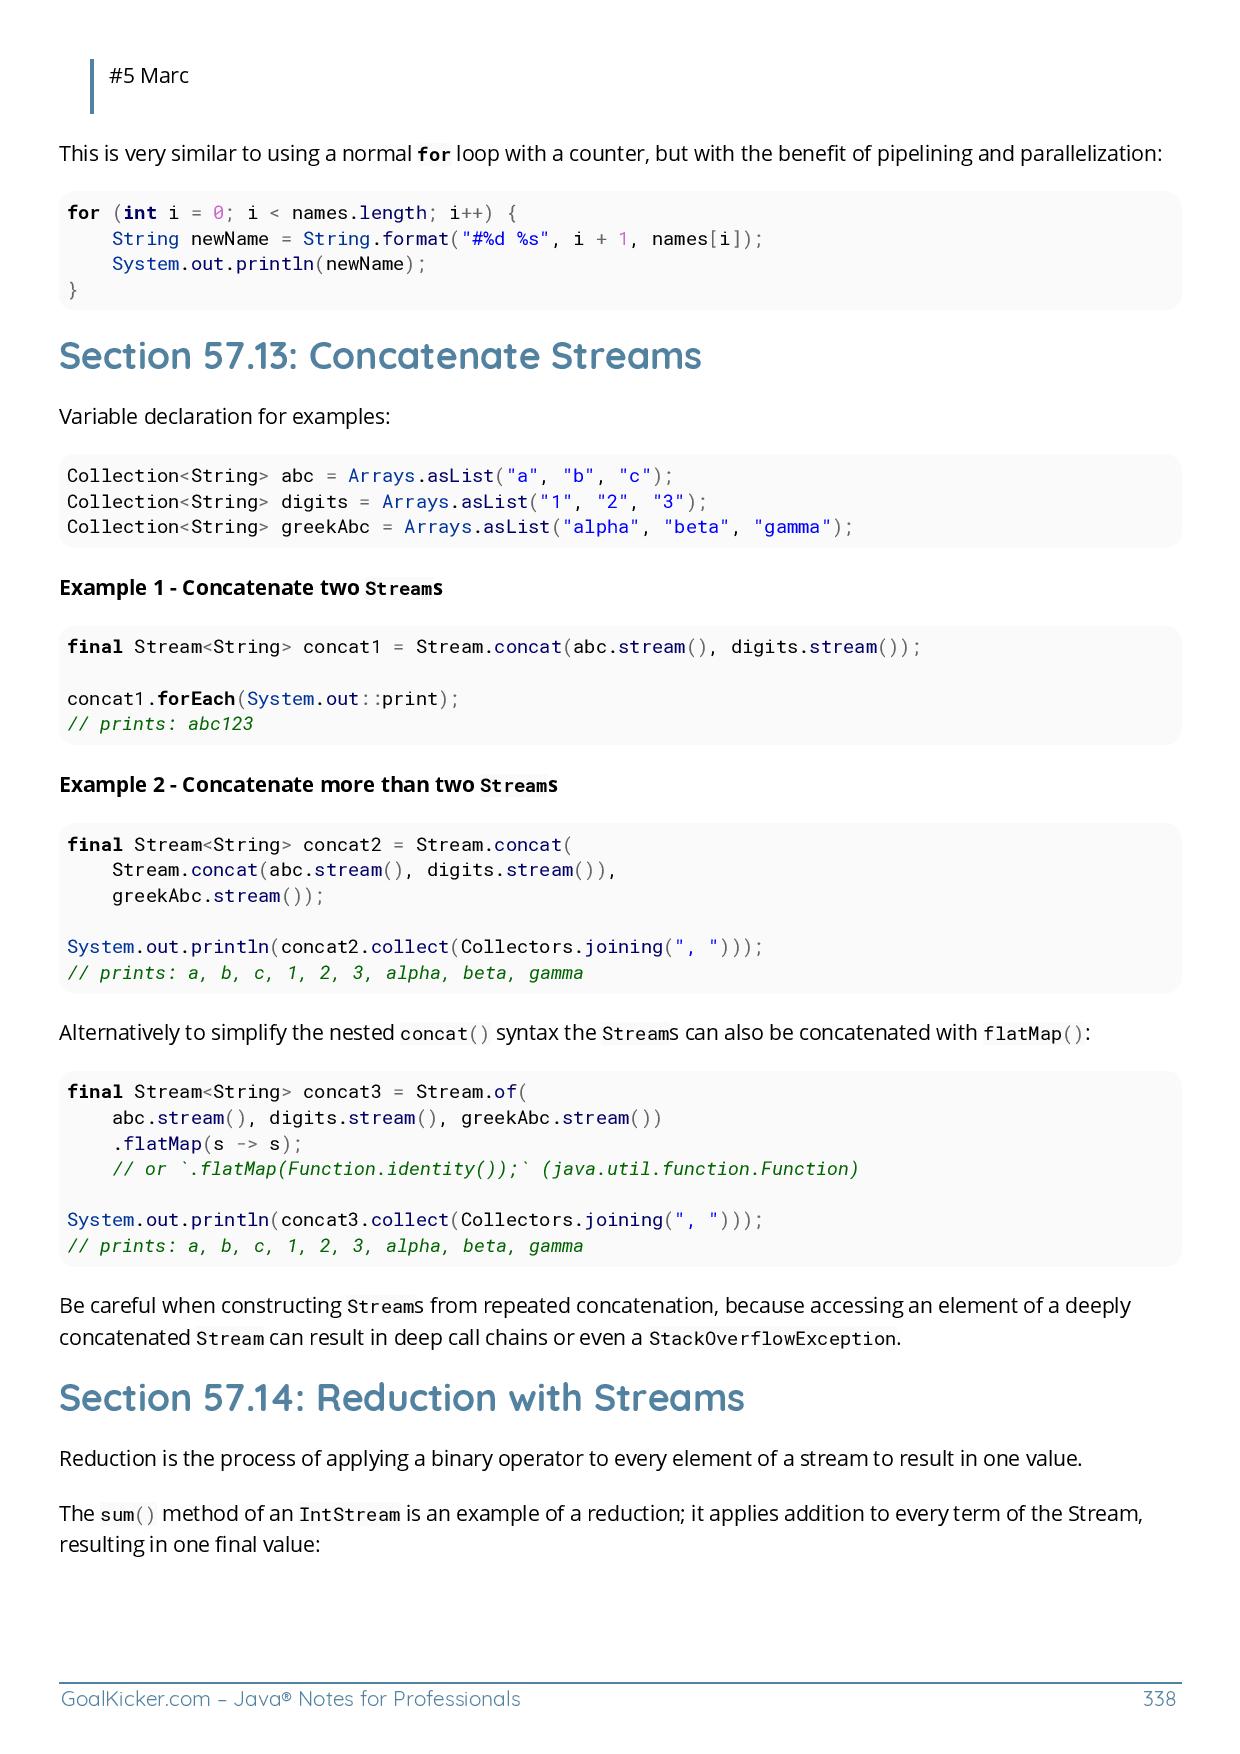 #5 Marc
This is very similar to using a normal for loop with a counter, but with the benefit of pipelining and parallelization:
for (int i = 0; i < names.length; i++) {
    String newName = String.format("#%d %s", i + 1, names[i]);
    System.out.println(newName);
}
Section 57.13: Concatenate Streams
Variable declaration for examples:
Collection<String> abc = Arrays.asList("a", "b", "c");
Collection<String> digits = Arrays.asList("1", "2", "3");
Collection<String> greekAbc = Arrays.asList("alpha", "beta", "gamma");
Example 1 - Concatenate two Streams
final Stream<String> concat1 = Stream.concat(abc.stream(), digits.stream());
concat1.forEach(System.out::print);
// prints: abc123
Example 2 - Concatenate more than two Streams
final Stream<String> concat2 = Stream.concat(
    Stream.concat(abc.stream(), digits.stream()),
    greekAbc.stream());
System.out.println(concat2.collect(Collectors.joining(", ")));
// prints: a, b, c, 1, 2, 3, alpha, beta, gamma
Alternatively to simplify the nested concat() syntax the Streams can also be concatenated with flatMap():
final Stream<String> concat3 = Stream.of(
    abc.stream(), digits.stream(), greekAbc.stream())
    .flatMap(s -> s);
    // or `.flatMap(Function.identity());` (java.util.function.Function)
System.out.println(concat3.collect(Collectors.joining(", ")));
// prints: a, b, c, 1, 2, 3, alpha, beta, gamma
Be careful when constructing Streams from repeated concatenation, because accessing an element of a deeply
concatenated Stream can result in deep call chains or even a StackOverflowException.
Section 57.14: Reduction with Streams
Reduction is the process of applying a binary operator to every element of a stream to result in one value.
The sum() method of an IntStream is an example of a reduction; it applies addition to every term of the Stream,
resulting in one final value:
GoalKicker.com – Java® Notes for Professionals 338